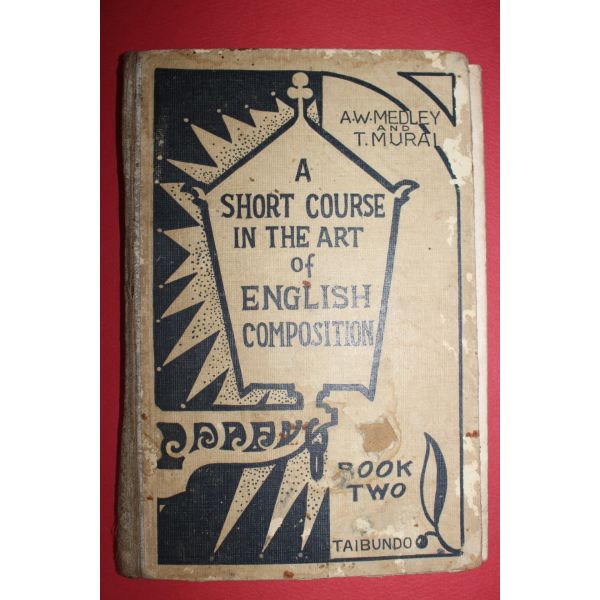 A.W.MEDLEY
AND
T.MURAI
A
SHORT COURSE
IN THE ART
of
ENGLISH
COMPOSITION
BOOK
TWO
TAIBUNDO